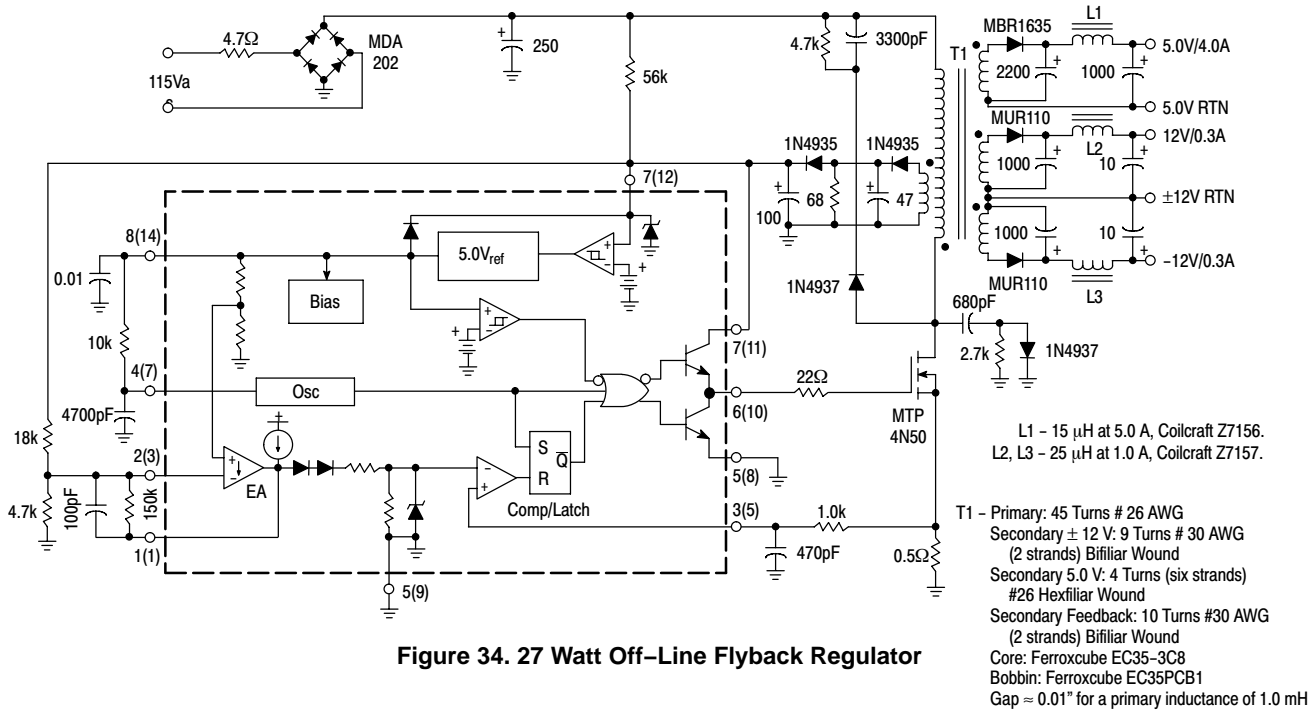 4.7Ω
MDA
202
115Va
+
250
4.7k
3300pF
56k
T1
MBR1635
L1
5.0V/4.0A
+
2200
+
1000
5.0V RTN
MUR110
L2
12V/0.3A
+
1000
+
10
±12V RTN
1000
+
10
+
MUR110
L3
–12V/0.3A
1N4935
1N4935
+
100
68
+
47
7(12)
1N4937
680pF
2.7k
1N4937
8(14)
0.01
5.0Vref
+
–
+
Bias
+
–
+
10k
7(11)
4(7)
Osc
4700pF
22Ω
6(10)
MTP
4N50
18k
+
S
R
Q
2(3)
+
–
EA
–
+
Comp/Latch
5(8)
4.7k
100pF
150k
1(1)
3(5)
1.0k
470pF
0.5Ω
5(9)
L1 – 15 μH at 5.0 A, Coilcraft Z7156.
L2, L3 – 25 μH at 1.0 A, Coilcraft Z7157.
T1 – Primary: 45 Turns # 26 AWG
Secondary ± 12 V: 9 Turns # 30 AWG
(2 strands) Bifiliar Wound
Secondary 5.0 V: 4 Turns (six strands)
#26 Hexfiliar Wound
Secondary Feedback: 10 Turns #30 AWG
(2 strands) Bifiliar Wound
Core: Ferroxcube EC35–3C8
Bobbin: Ferroxcube EC35PCB1
Gap ≈ 0.01" for a primary inductance of 1.0 mH
Figure 34. 27 Watt Off–Line Flyback Regulator